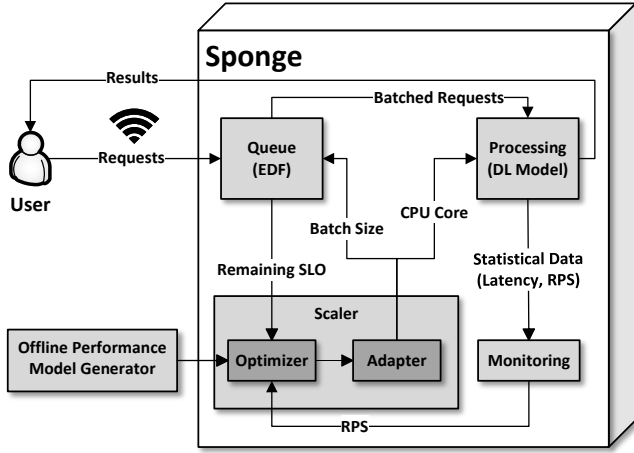 Sponge
Results
Batched Requests
Queue
(EDF)
Processing
(DL Model)
Requests
User
Batch Size
CPU Core
Statistical Data
(Latency, RPS)
Remaining SLO
Scaler
Offline Performance
Model Generator
Optimizer
Adapter
Monitoring
RPS